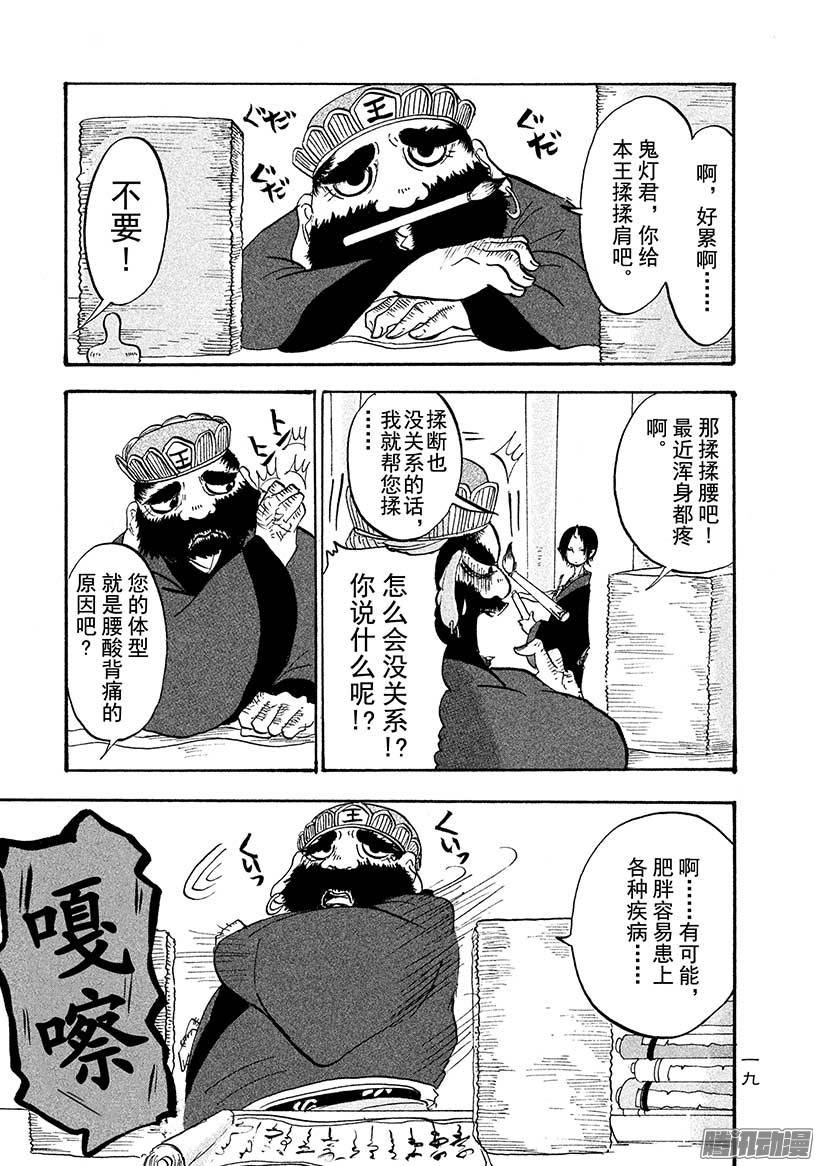 啊，好累啊……
鬼灯君，你给
本王揉揉肩吧。
ぐだ
ぐだ
ぐだ
ぐだ
王
不要！
那揉揉腰吧！
最近浑身都疼
啊。
揉断也
没关系的话，
我就帮您揉
……
怎么会没关系！？
你说什么呢！？
トン
トン
王
您的体型
就是腰酸背痛的
原因吧？
啊……有可能，
肥胖容易患上
各种疾病……
ぐいっ
ぐいっ
王
嘎嚓
一九
腾讯动漫